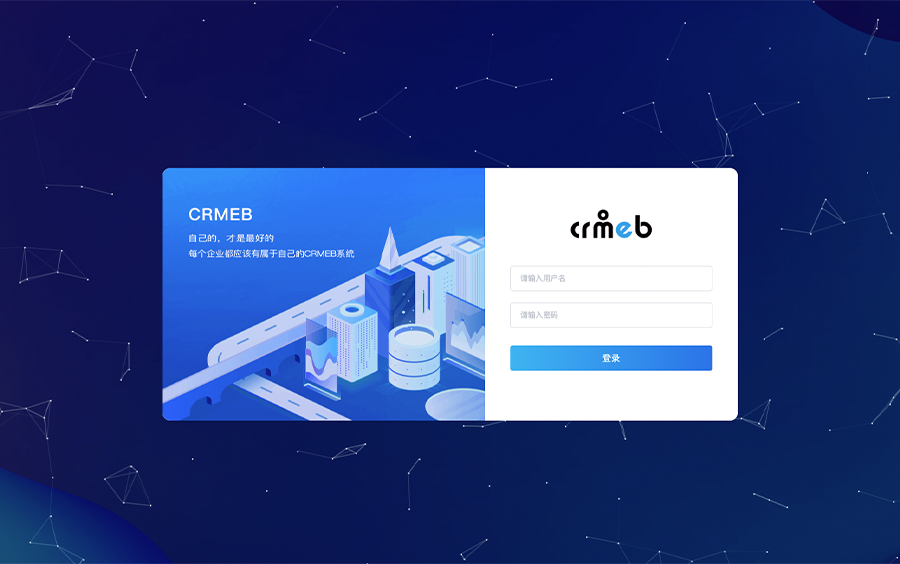 CRMEB
自己的，才是最好的
每个企业都应该有属于自己的CRMEB系统
crmeb
请输入用户名
请输入密码
登录